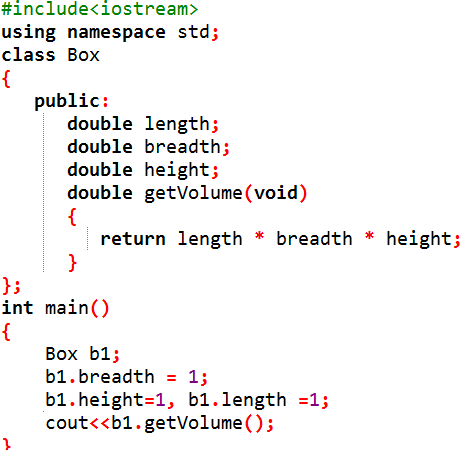 #include<iostream>
using namespace std;
class Box
{
public:
double length;
double breadth;
double height;
double getVolume(void)
{
return length * breadth * height;
}
};
int main()
{
Box b1;
b1.breadth = 1;
b1.height=1, b1.length =1;
cout<<b1.getVolume();
}